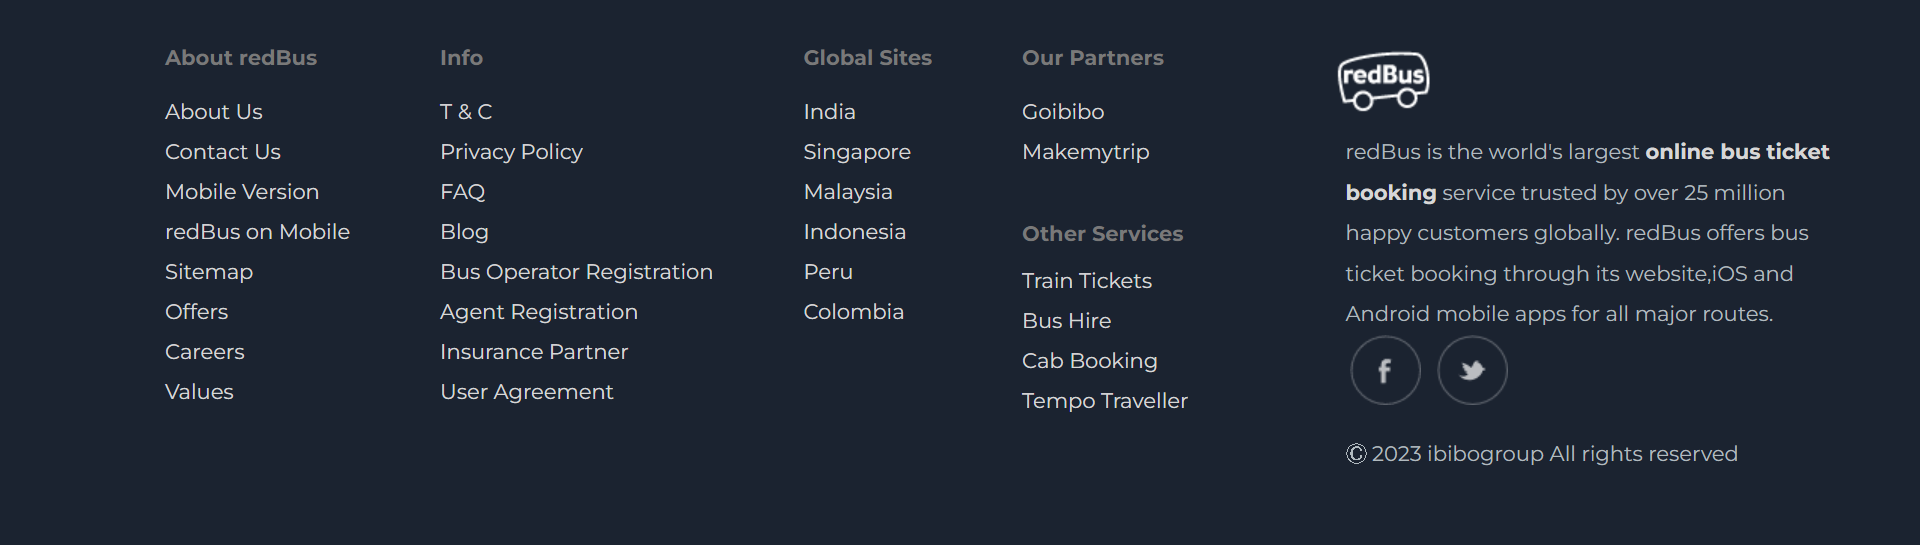 About redBus
About Us
Contact Us
Mobile Version
redBus on Mobile
Sitemap
Offers
Careers
Values
Info
T & C
Privacy Policy
FAQ
Blog
Bus Operator Registration
Agent Registration
Insurance Partner
User Agreement
Global Sites
India
Singapore
Malaysia
Indonesia
Peru
Colombia
Our Partners
Goibibo
Makemytrip
Other Services
Train Tickets
Bus Hire
Cab Booking
Tempo Traveller
redBus
redBus is the world's largest online bus ticket
booking service trusted by over 25 million
happy customers globally. redBus offers bus
ticket booking through its website,iOS and
Android mobile apps for all major routes.
© 2023 ibibogroup All rights reserved